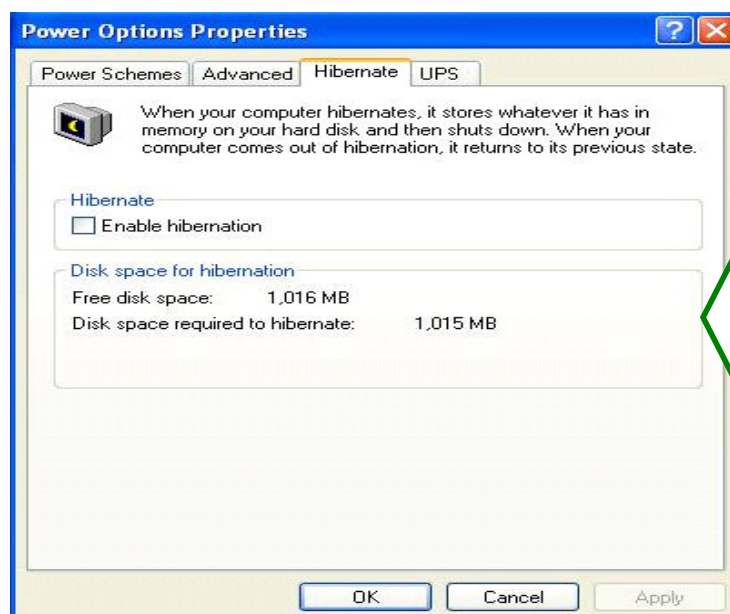 Power Options Properties
Power Schemes Advanced Hibernate UPS
When your computer hibernates, it stores whatever it has in
memory on your hard disk and then shuts down. When your
computer comes out of hibernation, it returns to its previous state.
Hibernate
Enable hibernation
Disk space for hibernation
Free disk space: 1,016 MB
Disk space required to hibernate: 1,015 MB
OK Cancel Apply